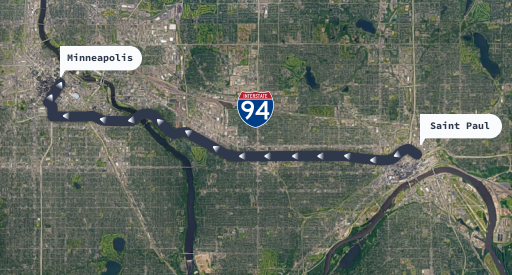 Minneapolis
INTERSTATE
94
Saint Paul